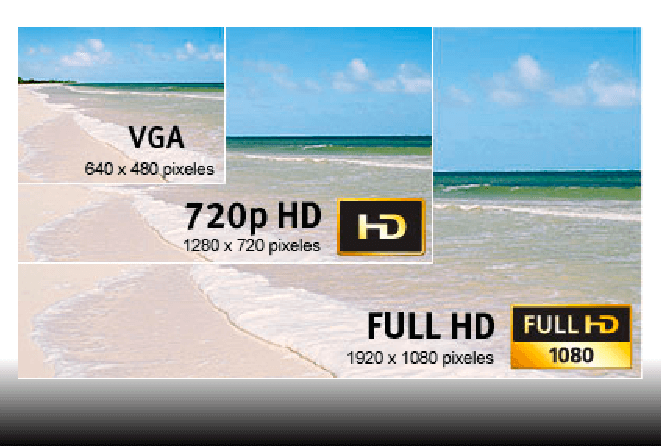 VGA
640 x 480 pixeles
720p HD
1280 x 720 pixeles
HD
FULL HD
1920 x 1080 pixeles
FULL HD
1080